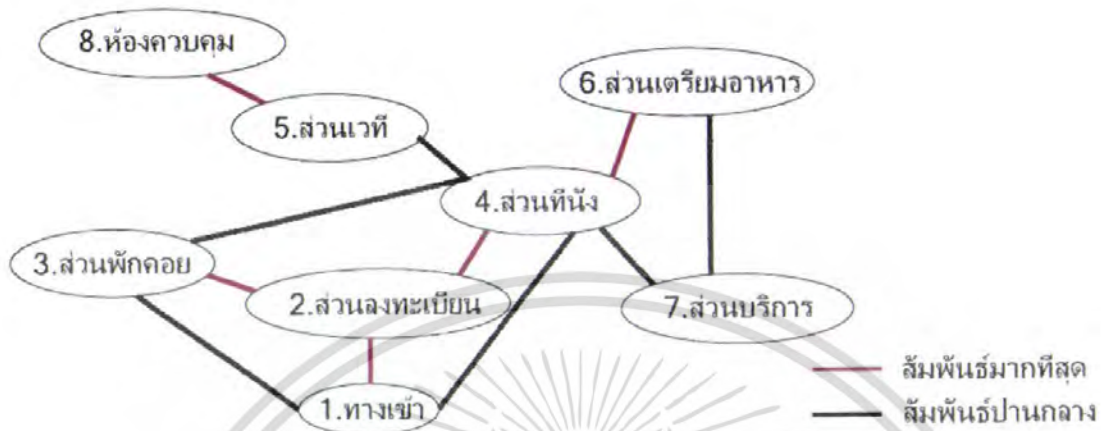 8.ห้องควบคุม
6.ส่วนเตรียมอาหาร
5.ส่วนเวที
4.ส่วนที่นั่ง
3.ส่วนพักคอย
2.ส่วนลงทะเบียน
7.ส่วนบริการ
1.ทางเข้า
สัมพันธ์มากที่สุด
สัมพันธ์ปานกลาง